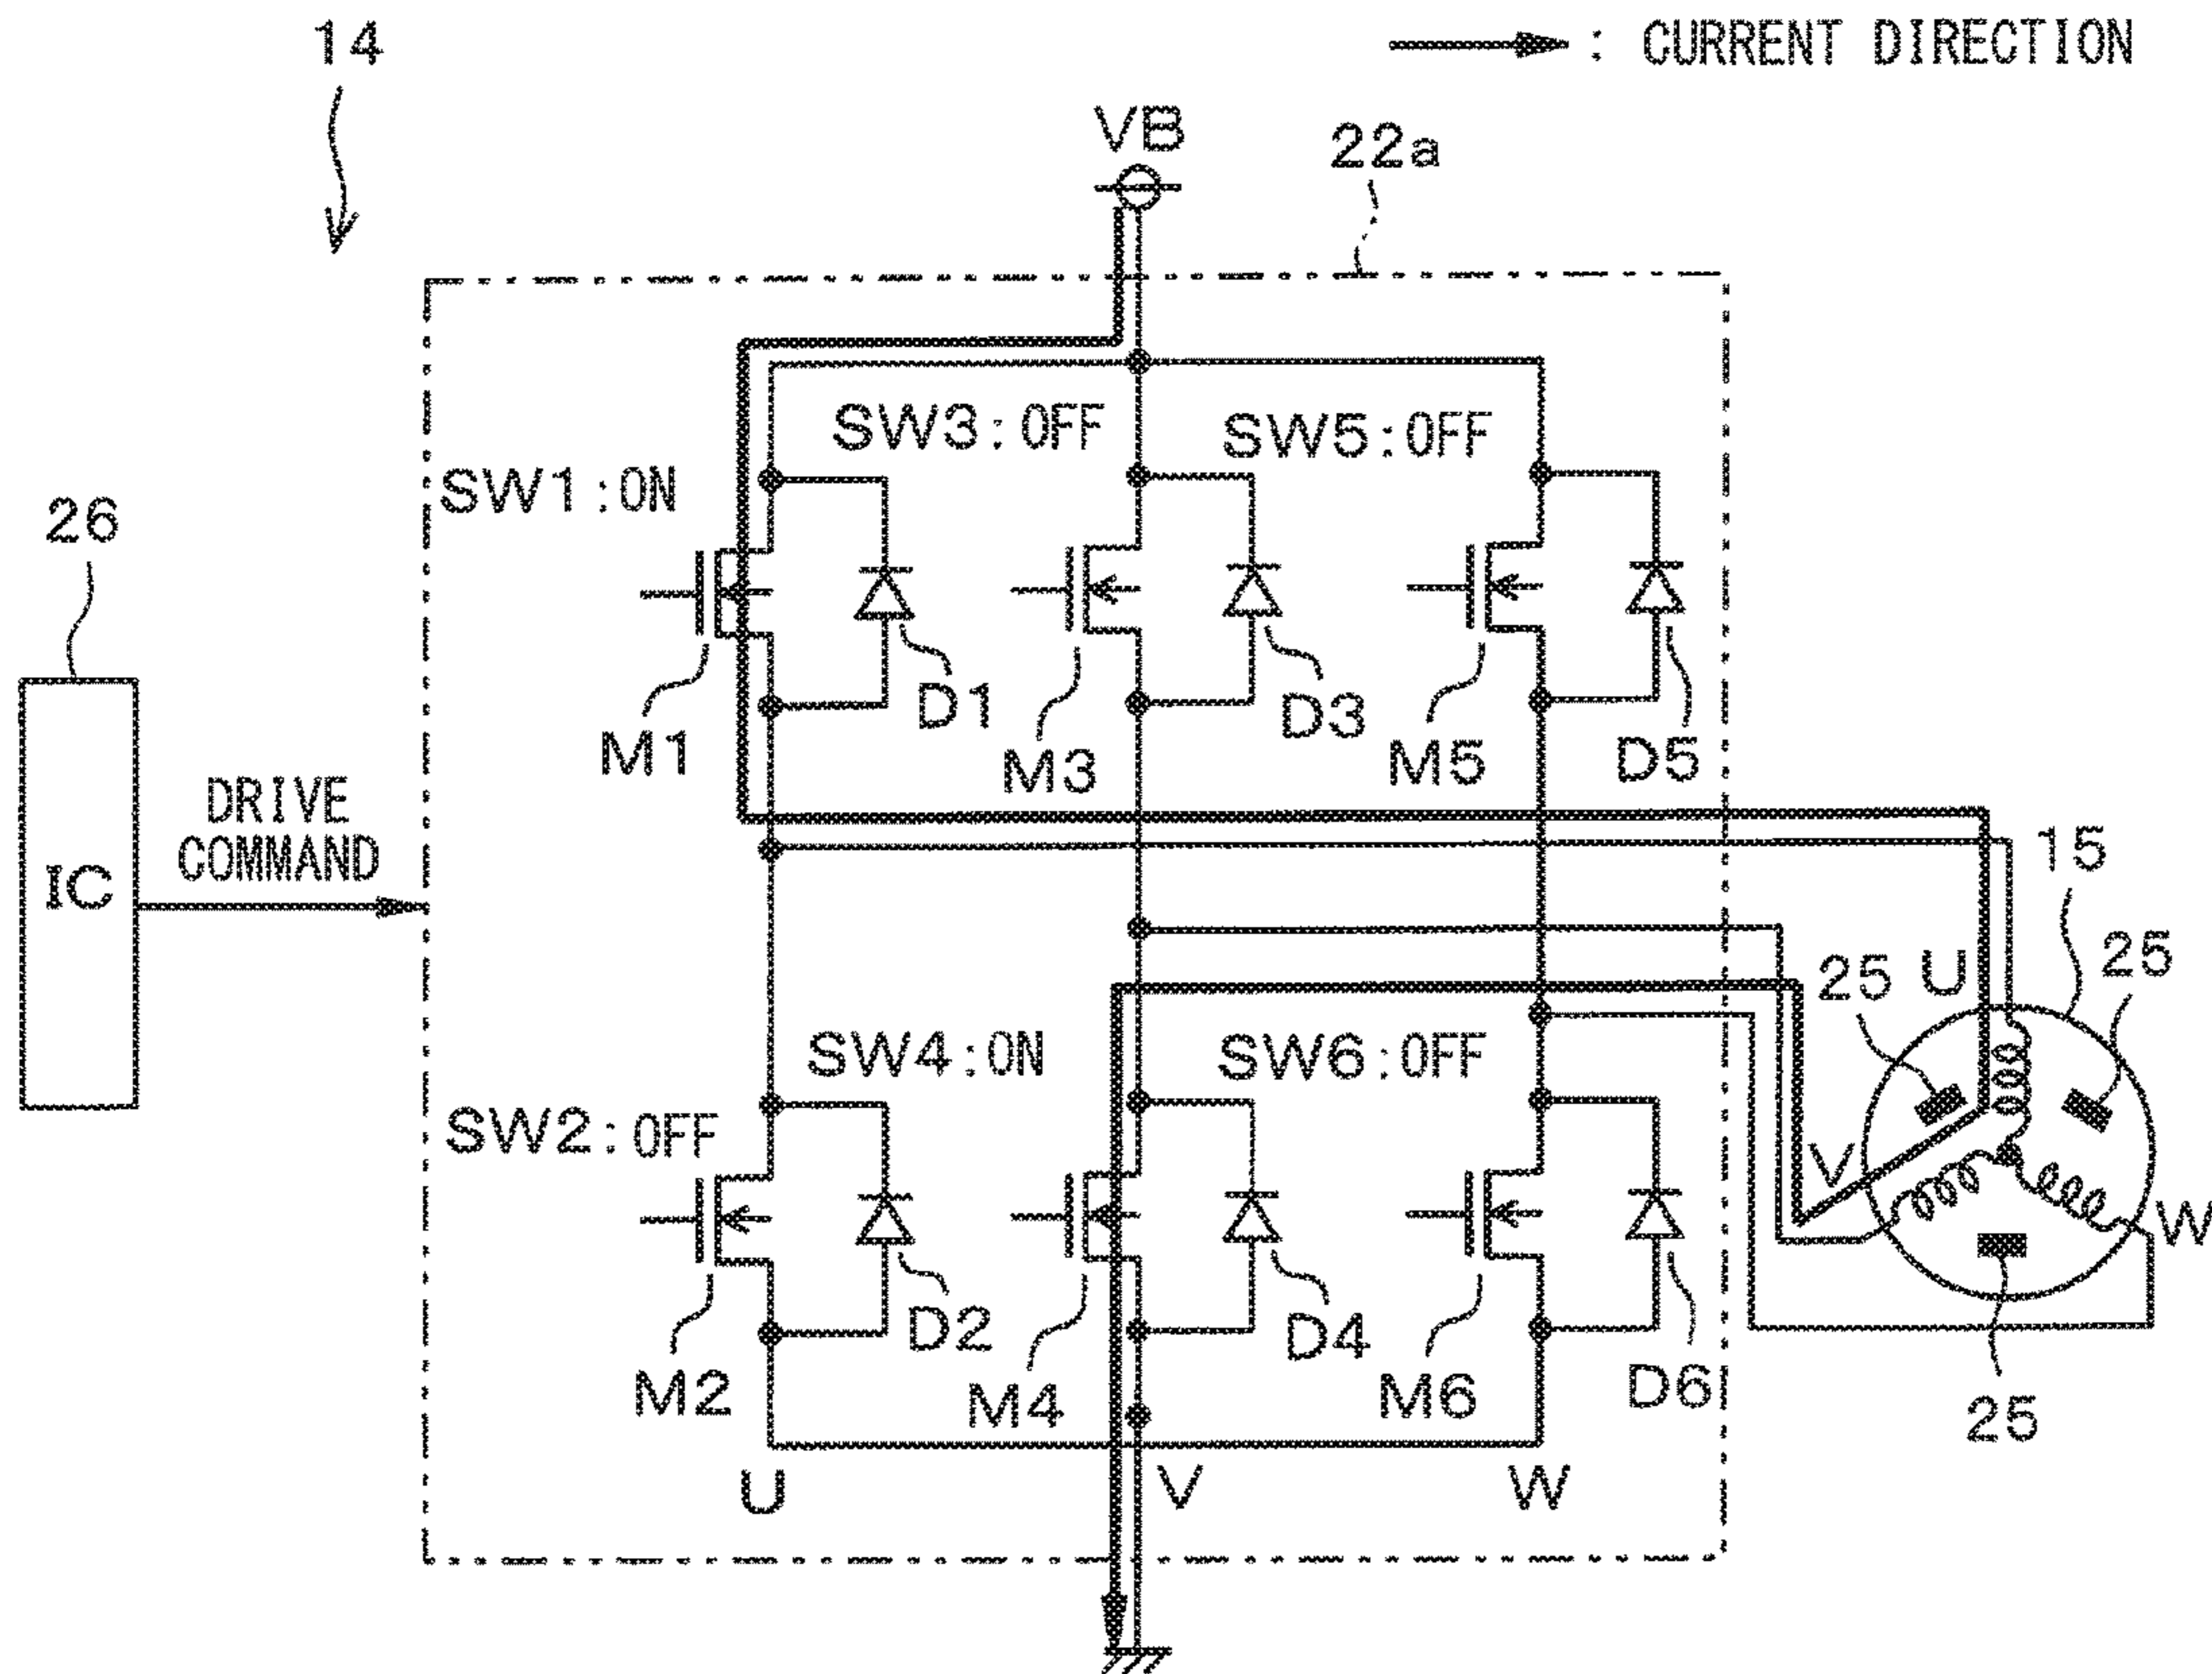 14
: CURRENT DIRECTION
VB
22a
SW3:OFF
SW5:OFF
SW1:ON
26
D1
D3
D5
M1
M3
M5
DRIVE
COMMAND
IC
15
25
U
25
SW4:ON
SW6:OFF
SW2:OFF
V
W
D2
D4
D6
M2
M4
M6
25
U
V
W